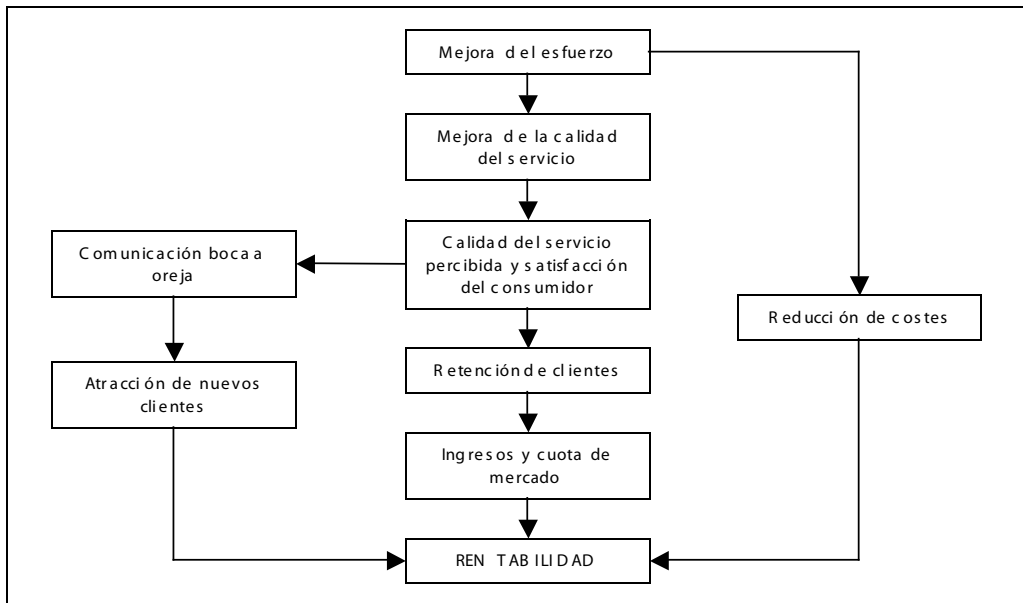 Mejora del esfuerzo
Mejora de la calidad
del servicio
Calidad del servicio
percibida y satisfacción
del consumidor
Comunicación boca a
oreja
Reducción de costes
Retención de clientes
Atracción de nuevos
clientes
Ingresos y cuota de
mercado
RENTABILIDAD